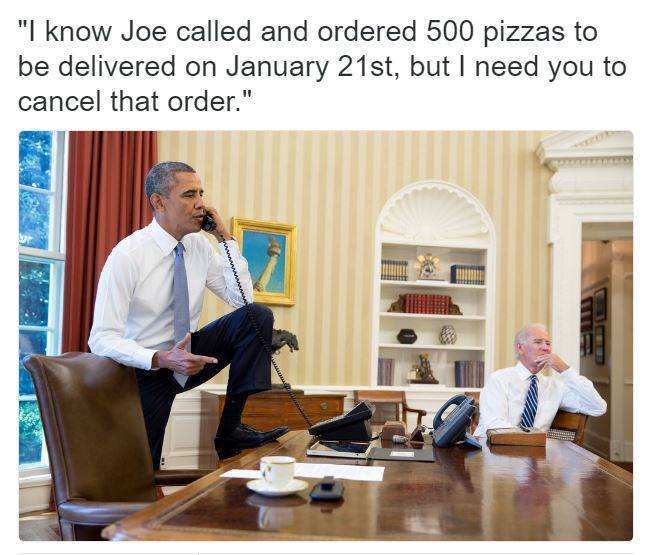 "I know Joe called and ordered 500 pizzas to
be delivered on January 21st, but I need you to
cancel that order."